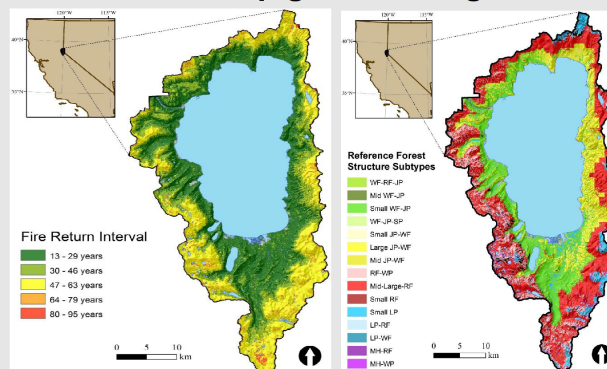 120°W
115°W
40°N
35°N
Fire Return Interval
13 - 29 years
30 - 46 years
47 - 63 years
64 - 79 years
80 - 95 years
0 5 10
km
120°W
115°W
40°N
35°N
Reference Forest
Structure Subtypes
WF-RF-JP
Mid WF-JP
Small WF-JP
WF-JP-SP
Small JP-WF
Large JP-WF
Mid JP-WF
RF-WP
Mid-Large-RF
Small RF
Small LP
LP-RF
LP-WF
MH-RF
MH-WP
0 5 10
km